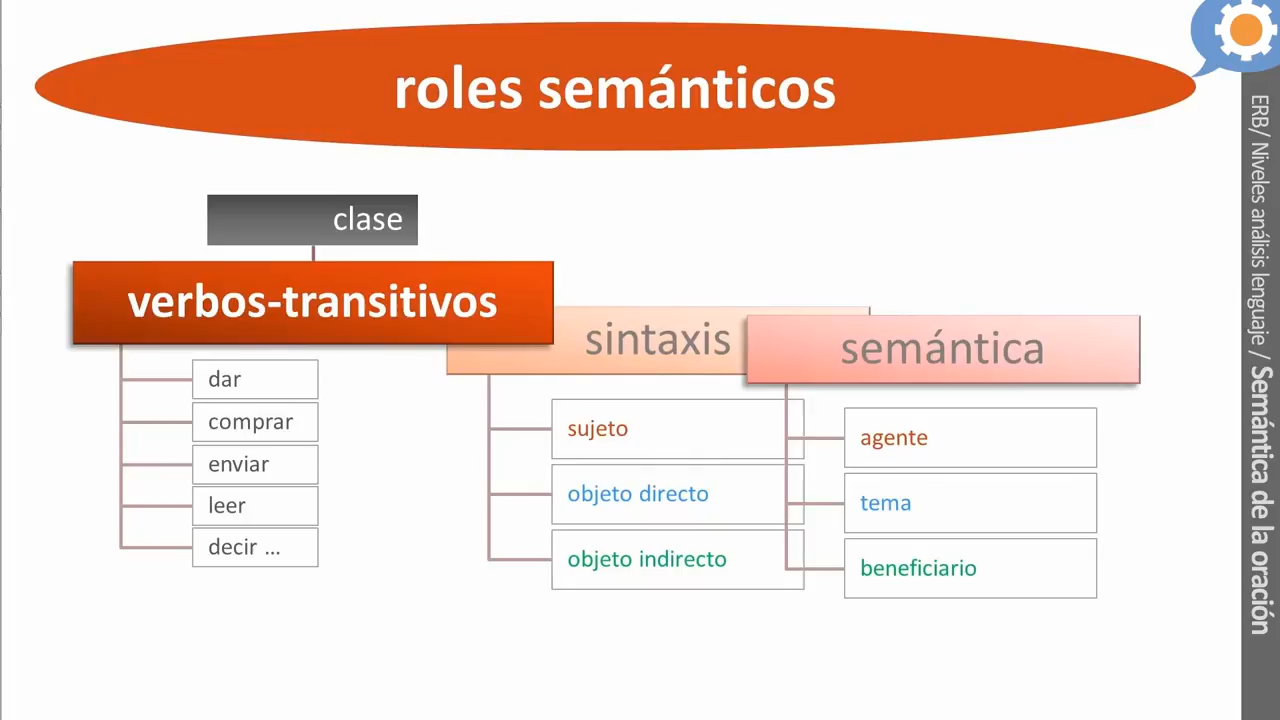 roles semánticos
clase
verbos-transitivos
dar
comprar
enviar
leer
decir ...
sintaxis
sujeto
objeto directo
objeto indirecto
semántica
agente
tema
beneficiario
ERB/ Niveles análisis lenguaje / Semántica de la oración